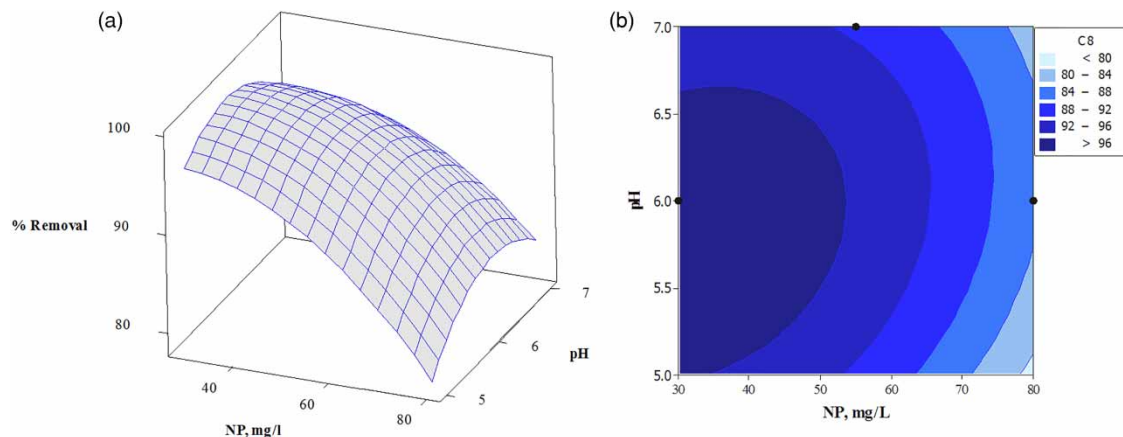 (a)
100
% Removal
90
80
40
60
80
NP, mg/l
5
6
7
pH
(b)
7.0
6.5
pH
6.0
5.5
5.0
30 40 50 60 70 80
NP, mg/L
C8
< 80
80 – 84
84 – 88
88 – 92
92 – 96
> 96